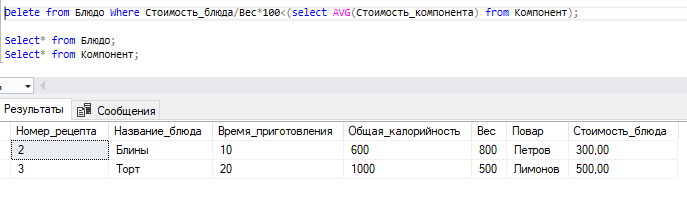 Delete from Блюдо Where Стоимость_блюда/Вес*100<(select AVG(Стоимость_компонента) from Компонент);
Select* from Блюдо;
Select* from Компонент;
Результаты Сообщения
Номер_рецепта Название_блюда Время_приготовления Общая_калорийность Вес Повар Стоимость_блюда
2 Блины 10 600 800 Петров 300,00
3 Торт 20 1000 500 Лимонов 500,00